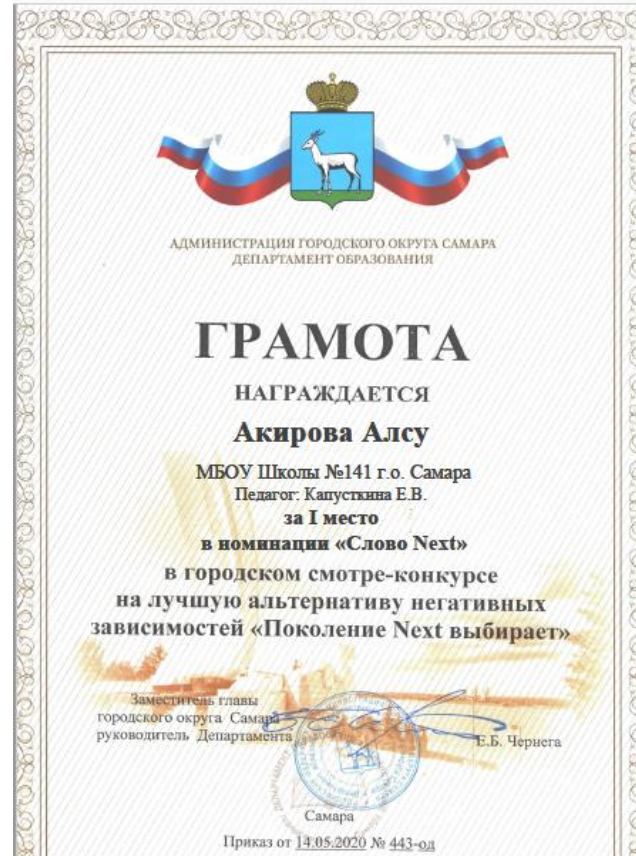 АДМИНИСТРАЦИЯ ГОРОДСКОГО ОКРУГА САМАРА
ДЕПАРТАМЕНТ ОБРАЗОВАНИЯ
ГРАМОТА
НАГРАЖДАЕТСЯ
Акирова Алсу
МБОУ Школы №141 г.о. Самара
Педагог: Капусткина Е.В.
за I место
в номинации «Слово Next»
в городском смотре-конкурсе
на лучшую альтернативу негативных
зависимостей «Поколение Next выбирает»
Заместитель главы
городского округа Самара
руководитель Департамента
Е.Б. Чернега
Самара
Приказ от 14.05.2020 № 443-од